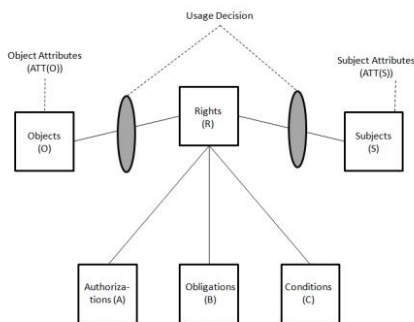 Usage Decision
Object Attributes
(ATT(O))
Subject Attributes
(ATT(S))
Rights
(R)
Objects
(O)
Subjects
(S)
Authoriza-
tions (A)
Obligations
(B)
Conditions
(C)